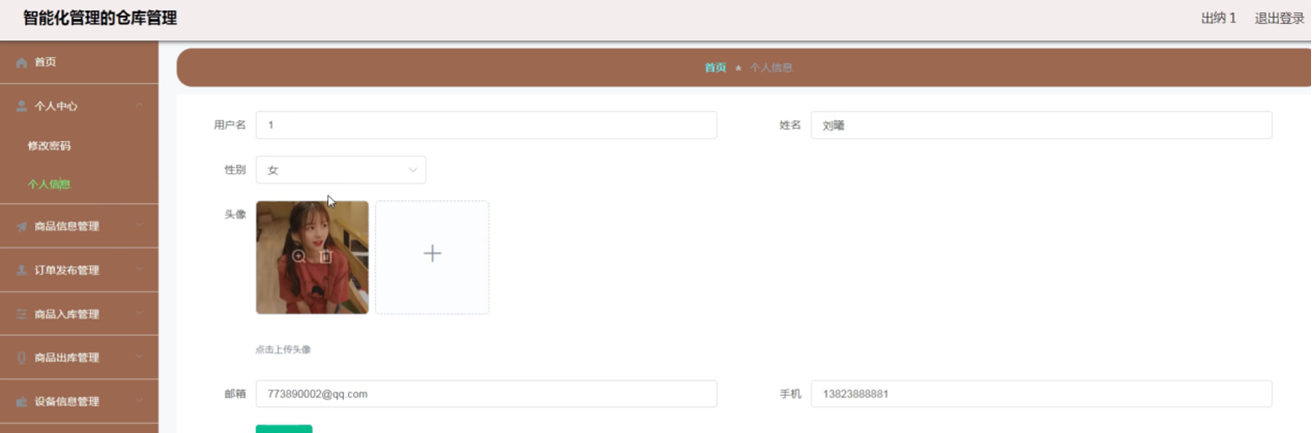 智能化管理的仓库管理 出纳 1 退出登录
首页
首页 ★ 个人信息
个人中心
用户名 1 姓名 刘曦
修改密码
性别 女
个人信息
头像
商品信息管理
订单发布管理
商品入库管理
点击上传头像
商品出库管理
邮箱 773890002@qq.com 手机 13823888881
设备信息管理